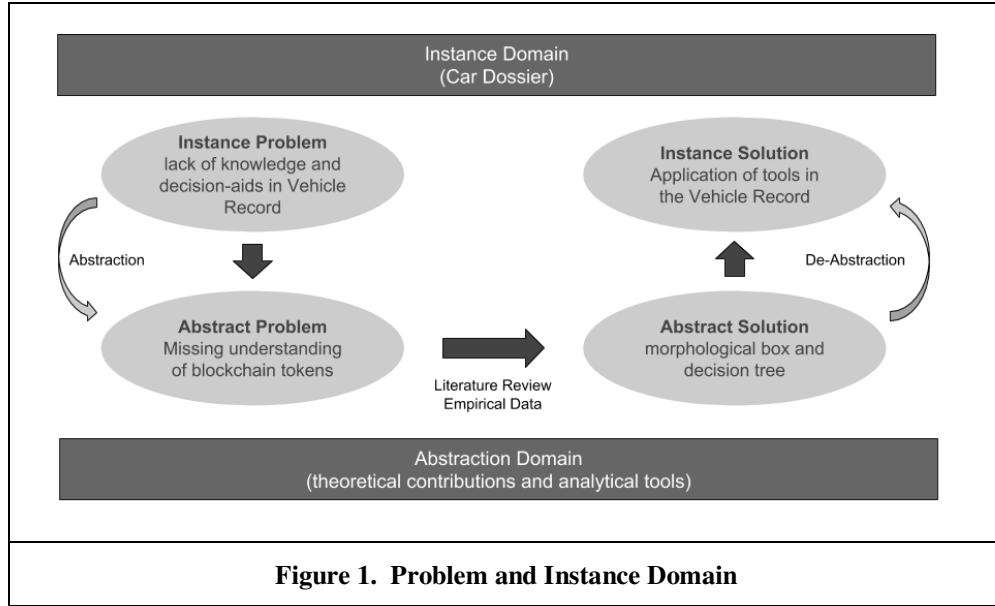 Instance Domain
(Car Dossier)
Instance Problem
lack of knowledge and
decision-aids in Vehicle
Record
Instance Solution
Application of tools in
the Vehicle Record
Abstraction
De-Abstraction
Abstract Problem
Missing understanding
of blockchain tokens
Literature Review
Empirical Data
Abstract Solution
morphological box and
decision tree
Abstraction Domain
(theoretical contributions and analytical tools)
Figure 1. Problem and Instance Domain